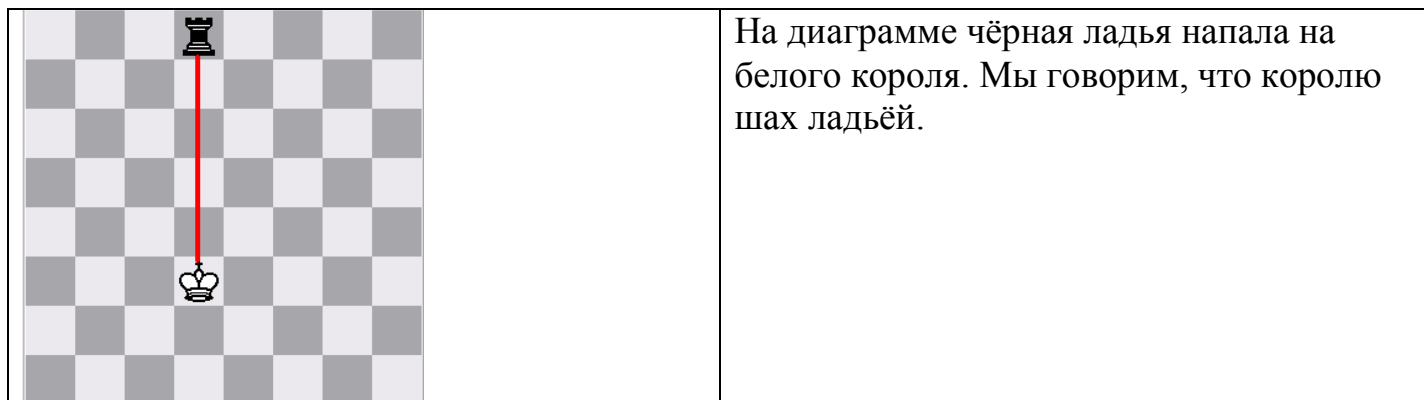 На диаграмме чёрная ладья напала на
белого короля. Мы говорим, что королю
шах ладьёй.